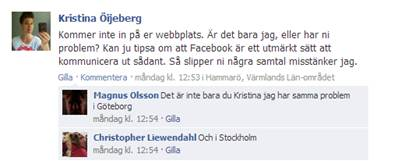 Kristina Öijeberg
Kommer inte in på er webbplats. Är det bara jag, eller har ni
problem? Kan ju tipsa om att Facebook är ett utmärkt sätt att
kommunicera ut sådant. Så slipper ni några samtal misstänker jag.
Gilla · Kommentera · måndag kl. 12:53 i Hammarö, Värmlands Län-området
Magnus Olsson Det är inte bara du Kristina jag har samma problem
i Göteborg
måndag kl. 12:54 · Gilla
Christopher Liewendahl Och i Stockholm
måndag kl. 12:54 · Gilla